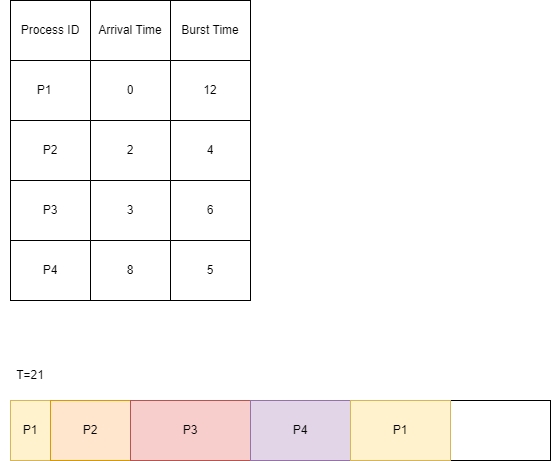 Process ID Arrival Time Burst Time
P1 0 12
P2 2 4
P3 3 6
P4 8 5
T=21
P1 P2 P3 P4 P1